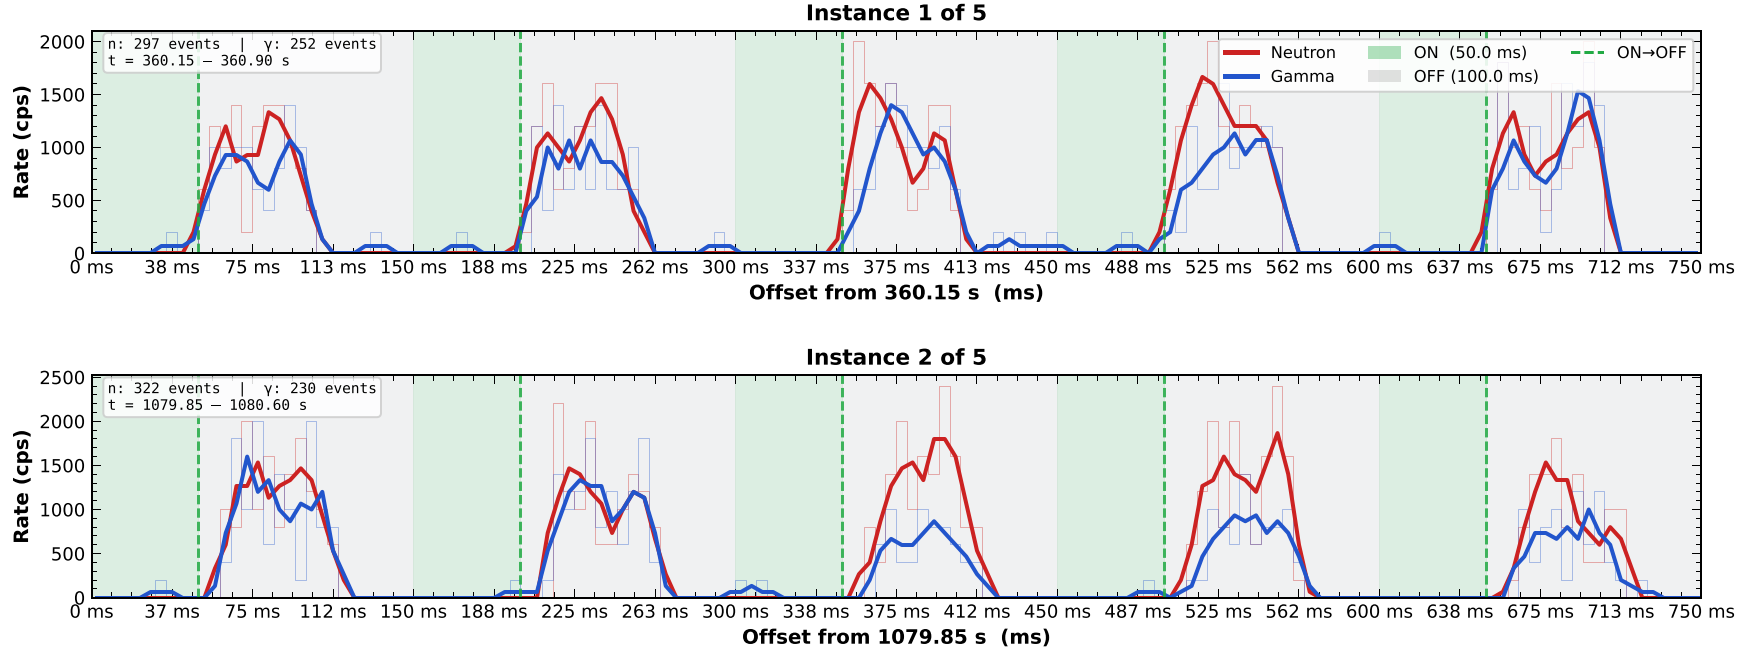 Instance 1 of 5
n: 297 events  |  γ: 252 events
t = 360.15 – 360.90 s
Neutron
Gamma
ON  (50.0 ms)
OFF (100.0 ms)
ON→OFF
Rate (cps)
2000
1500
1000
500
0
0 ms 38 ms 75 ms 113 ms 150 ms 188 ms 225 ms 262 ms 300 ms 337 ms 375 ms 413 ms 450 ms 488 ms 525 ms 562 ms 600 ms 637 ms 675 ms 712 ms 750 ms
Offset from 360.15 s  (ms)
Instance 2 of 5
n: 322 events  |  γ: 230 events
t = 1079.85 – 1080.60 s
Rate (cps)
2500
2000
1500
1000
500
0
0 ms 37 ms 75 ms 112 ms 150 ms 188 ms 225 ms 263 ms 300 ms 338 ms 375 ms 412 ms 450 ms 487 ms 525 ms 562 ms 600 ms 638 ms 675 ms 713 ms 750 ms
Offset from 1079.85 s  (ms)